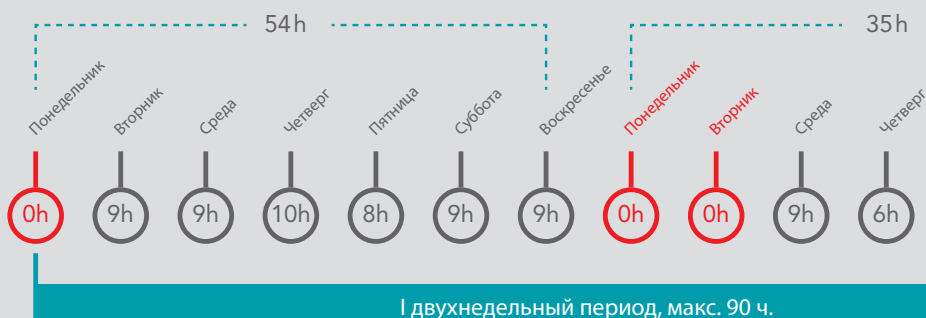 54h
35h
Понедельник
Вторник
Среда
Четверг
Пятница
Суббота
Воскресенье
Понедельник
Вторник
Среда
Четверг
0h
9h
9h
10h
8h
9h
9h
0h
0h
9h
6h
I двухнедельный период, макс. 90 ч.